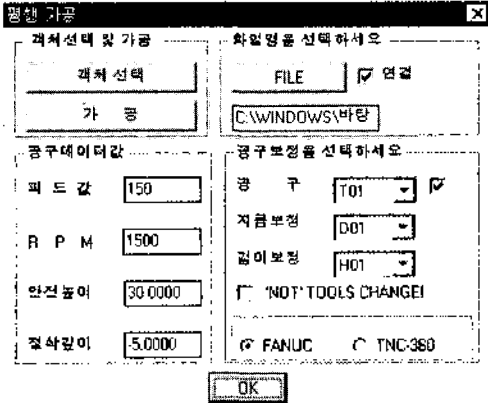 평행 가공
객체선택 및 가공
객체 선택
가 공
화일명을 선택하세요
FILE
연결
C:\WINDOWS\바탕
공구데이터값
피 드 값 150
R P M 1500
안전높이 30.0000
절삭깊이 -5.0000
공구보정을 선택하세요
공 구 T01
지름보정 D01
길이보정 H01
"NOT" TOOLS CHANGE!
FANUC TNC-360
OK